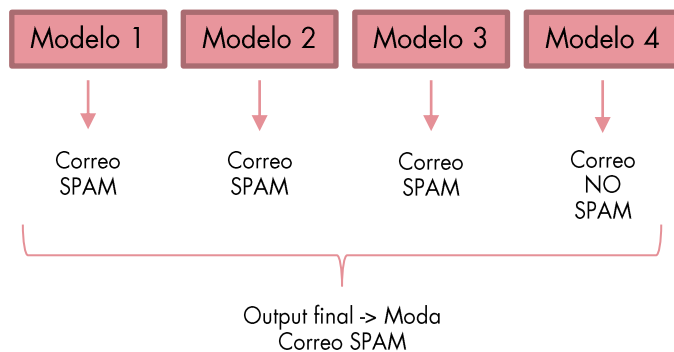 Modelo 1
Modelo 2
Modelo 3
Modelo 4
Correo
SPAM
Correo
SPAM
Correo
SPAM
Correo
NO
SPAM
Output final -> Moda
Correo SPAM